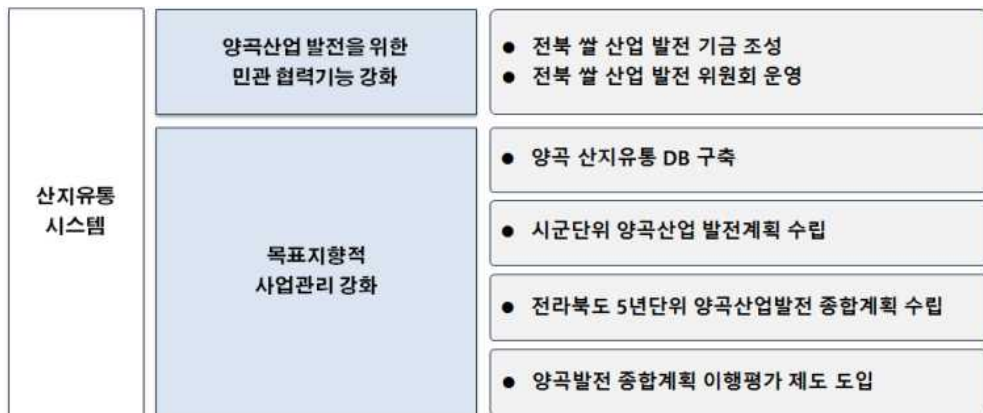 산지유통
시스템
양곡산업 발전을 위한
민관 협력기능 강화
● 전북 쌀 산업 발전 기금 조성
● 전북 쌀 산업 발전 위원회 운영
목표지향적
사업관리 강화
● 양곡 산지유통 DB 구축
● 시군단위 양곡산업 발전계획 수립
● 전라북도 5년단위 양곡산업발전 종합계획 수립
● 양곡발전 종합계획 이행평가 제도 도입